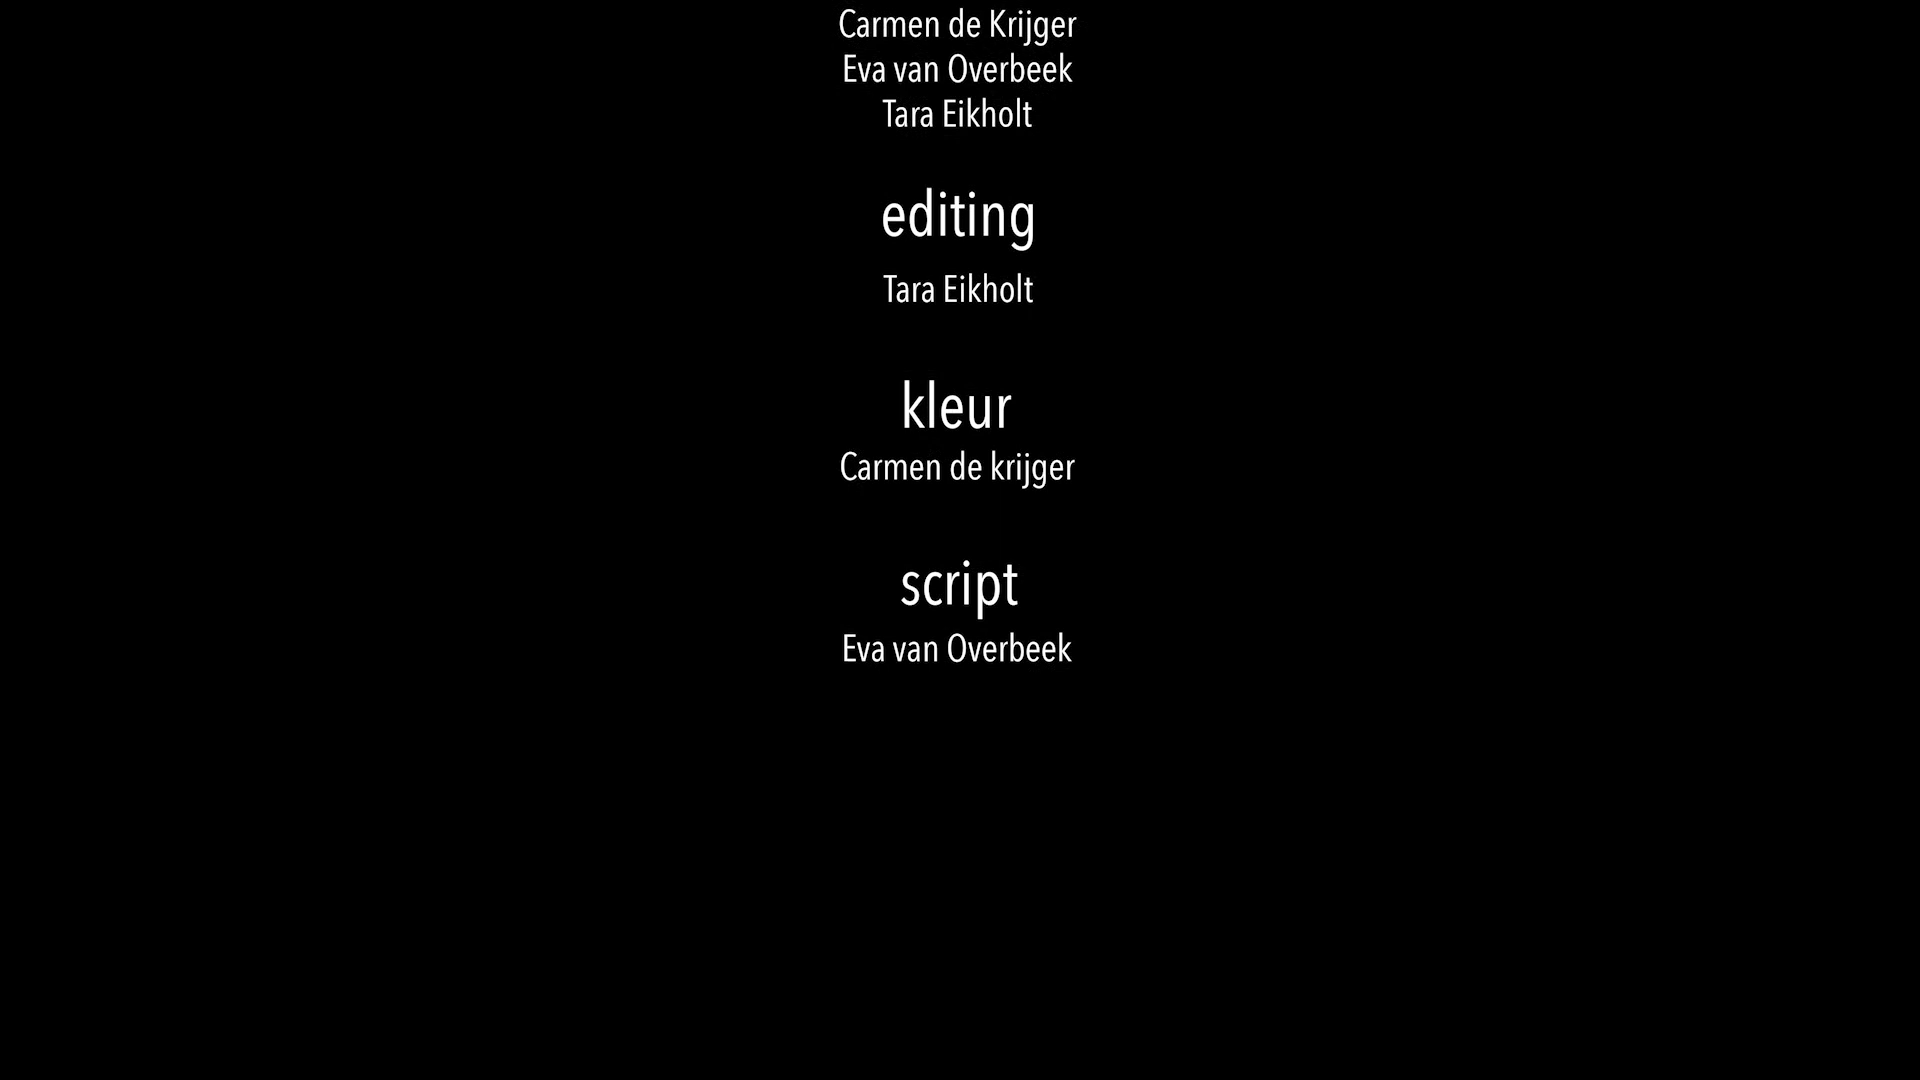 Carmen de Krijger
Eva van Overbeek
Tara Eikholt
editing
Tara Eikholt
kleur
Carmen de krijger
script
Eva van Overbeek